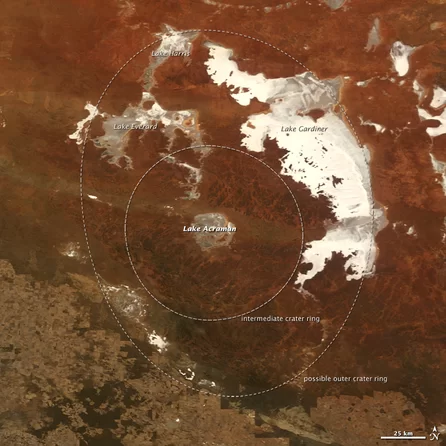 Lake Harris
Lake Everard
Lake Gairdner
Lake Acraman
intermediate crater ring
possible outer crater ring
25 km
N